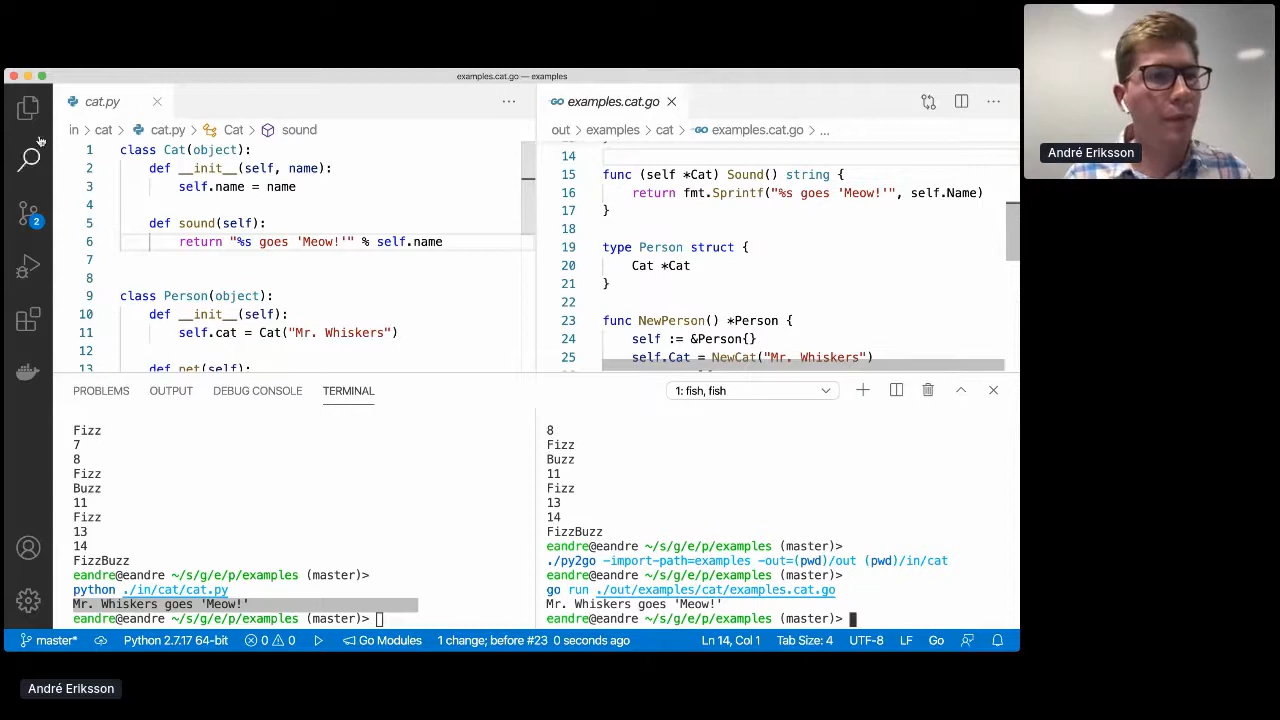 examples.cat.go — examples
cat.py
in > cat > cat.py > Cat > sound
1 class Cat(object):
2 def __init__(self, name):
3 self.name = name
4
5 def sound(self):
6 return "%s goes 'Meow!'" % self.name
7
8
9 class Person(object):
10 def __init__(self):
11 self.cat = Cat("Mr. Whiskers")
12
13 def pet(self):
examples.cat.go
out > examples > cat > examples.cat.go > ...
14
15 func (self *Cat) Sound() string {
16 return fmt.Sprintf("%s goes 'Meow!'", self.Name)
17 }
18
19 type Person struct {
20 Cat *Cat
21 }
22
23 func NewPerson() *Person {
24 self := &Person{}
25 self.Cat = NewCat("Mr. Whiskers")
2
PROBLEMS OUTPUT DEBUG CONSOLE TERMINAL
1: fish, fish
Fizz
7
8
Fizz
Buzz
11
Fizz
13
14
FizzBuzz
eandre@eandre ~/s/g/e/p/examples (master)>
python ./in/cat/cat.py
Mr. Whiskers goes 'Meow!'
eandre@eandre ~/s/g/e/p/examples (master)>
8
Fizz
Buzz
11
Fizz
13
14
FizzBuzz
eandre@eandre ~/s/g/e/p/examples (master)>
./py2go -import-path=examples -out=(pwd)/out (pwd)/in/cat
eandre@eandre ~/s/g/e/p/examples (master)>
go run ./out/examples/cat/examples.cat.go
Mr. Whiskers goes 'Meow!'
eandre@eandre ~/s/g/e/p/examples (master)>
master* Python 2.7.17 64-bit 0 0 Go Modules 1 change; before #23 0 seconds ago Ln 14, Col 1 Tab Size: 4 UTF-8 LF Go
André Eriksson
André Eriksson